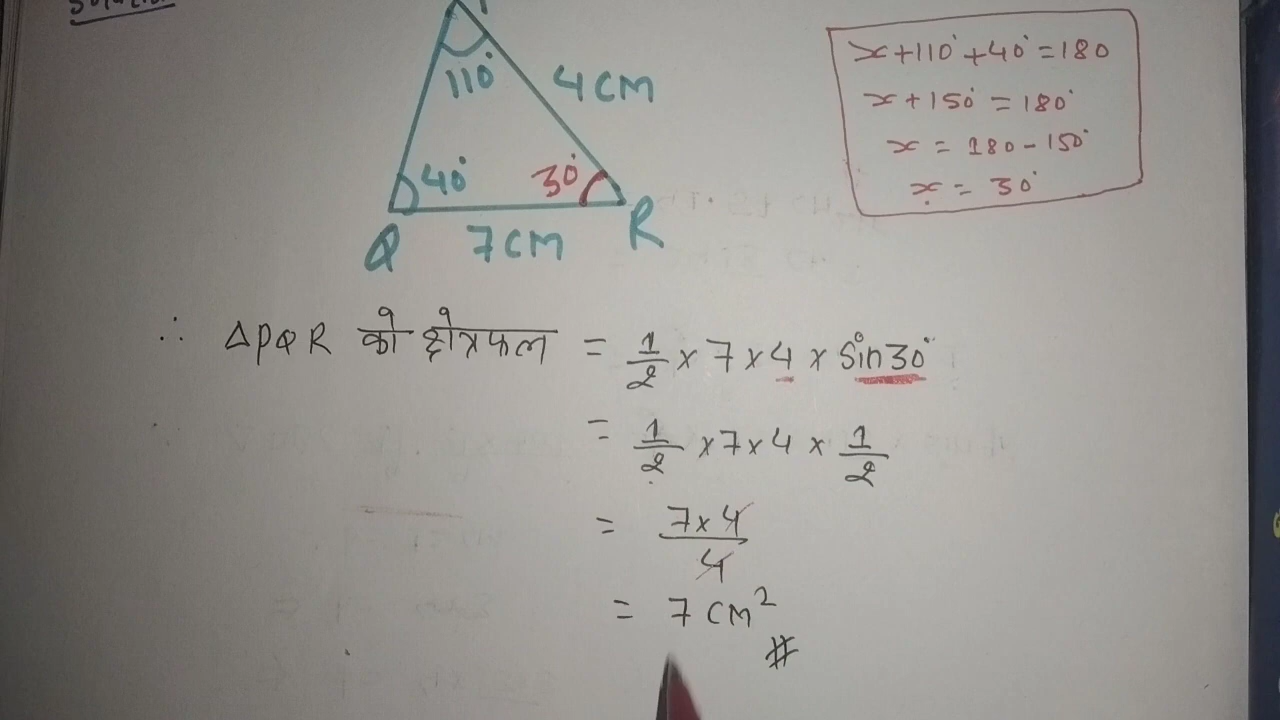 Solution
P
110°
4 CM
x+110°+40°=180
x+150°=180°
x = 180-150°
x = 30°
40°
30°
Q
7 CM
R
∴ ΔPQR को क्षेत्रफल = 1/2 × 7 × 4 × Sin30°
= 1/2 × 7 × 4 × 1/2
= 7×4/4
= 7 CM²
#